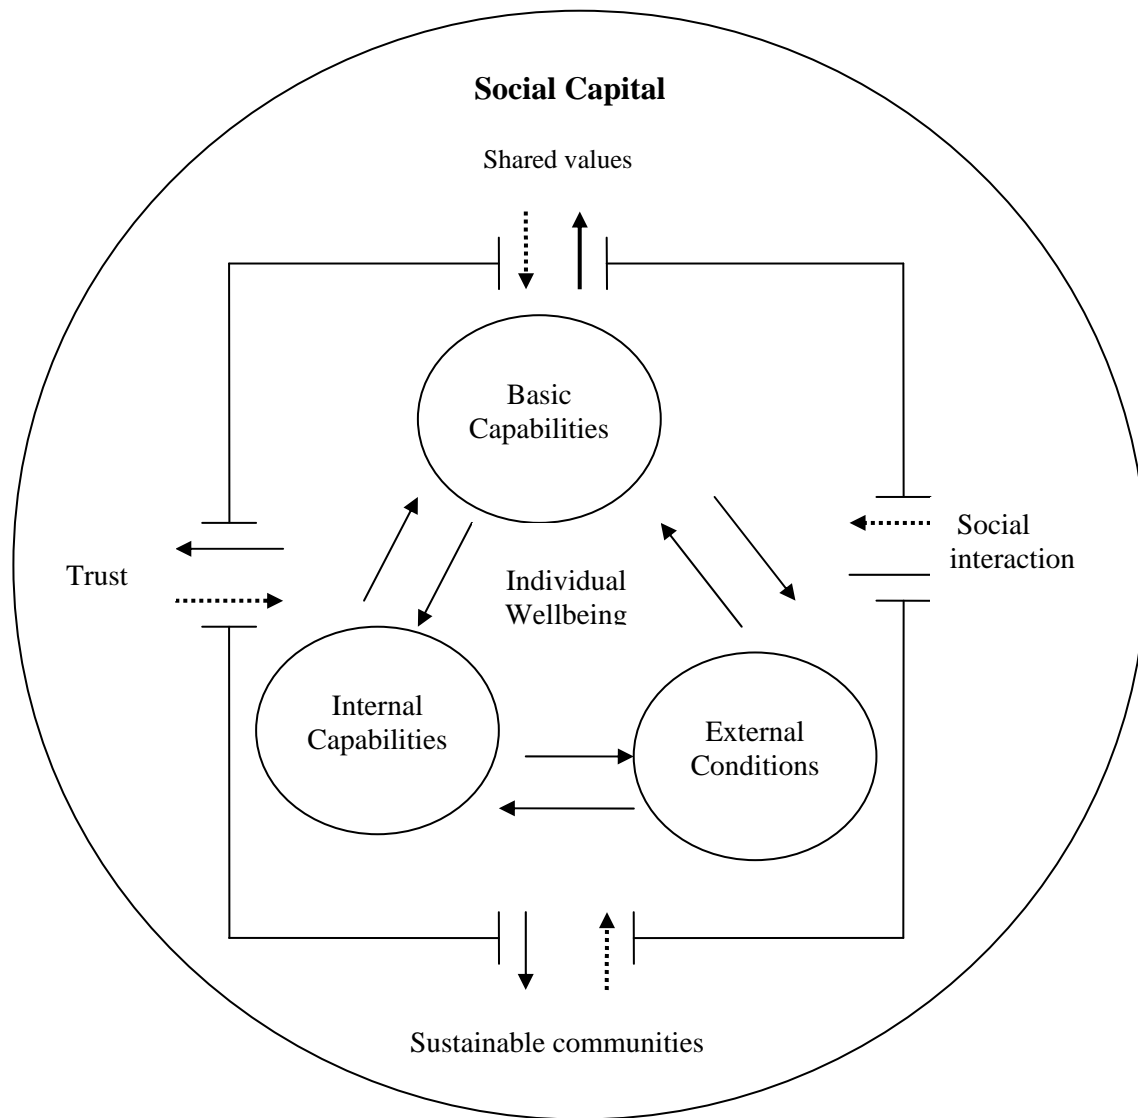 Social Capital
Shared values
Basic
Capabilities
Social
interaction
Trust
Individual
Wellbeing
Internal
Capabilities
External
Conditions
Sustainable communities